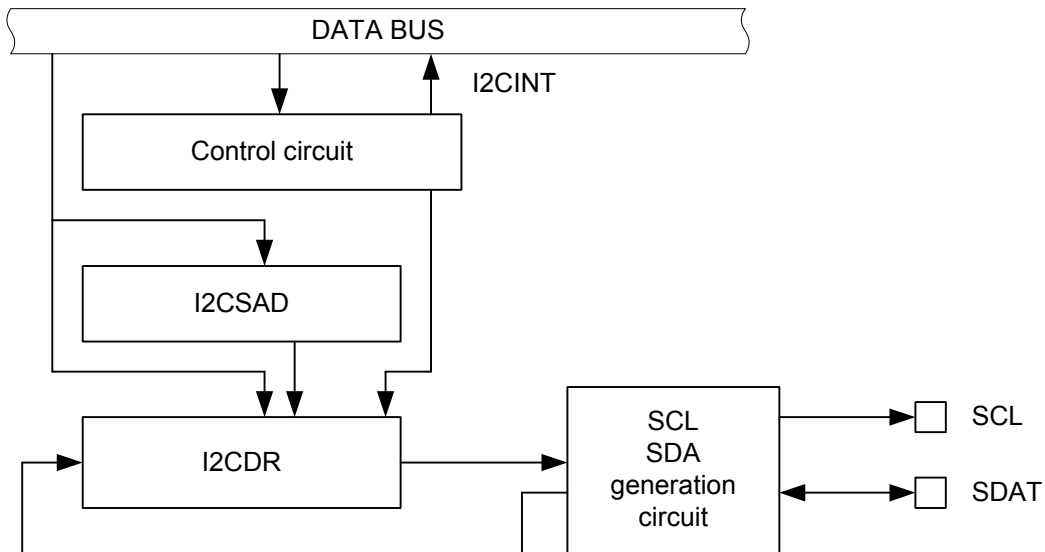 DATA BUS
I2CINT
Control circuit
I2CSAD
I2CDR
SCL
SDA
generation
circuit
SCL
SDAT